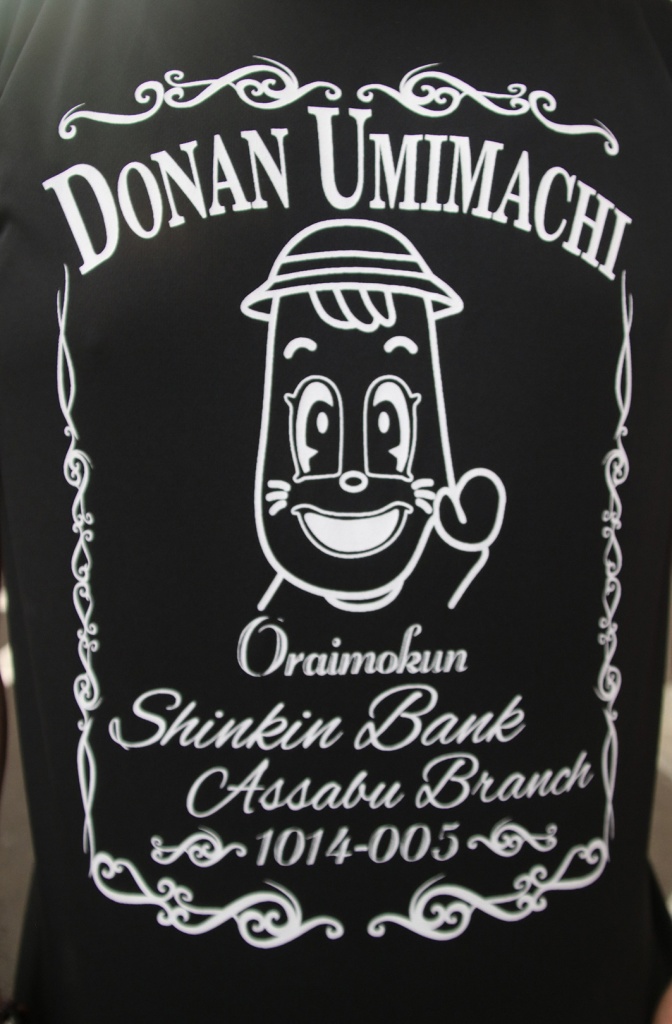 DONAN UMIMACHI
Oraimokun
Shinkin Bank
Assabu Branch
1014-005